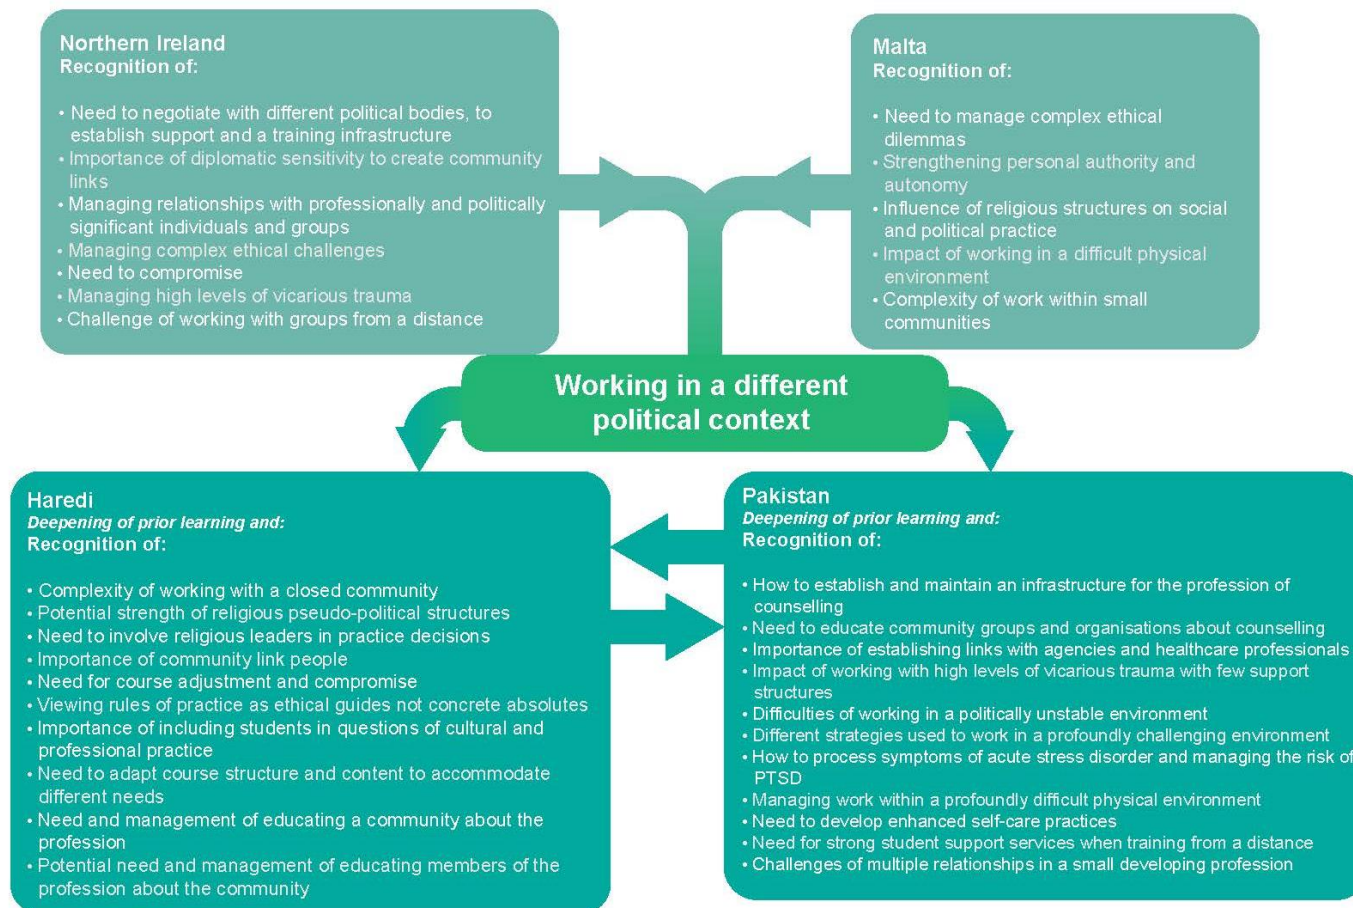 Northern Ireland
Recognition of:
• Need to negotiate with different political bodies, to
establish support and a training infrastructure
• Importance of diplomatic sensitivity to create community
links
• Managing relationships with professionally and politically
significant individuals and groups
• Managing complex ethical challenges
• Need to compromise
• Managing high levels of vicarious trauma
• Challenge of working with groups from a distance
Malta
Recognition of:
• Need to manage complex ethical
dilemmas
• Strengthening personal authority and
autonomy
• Influence of religious structures on social
and political practice
• Impact of working in a difficult physical
environment
• Complexity of work within small
communities
Working in a different
political context
Haredi
Deepening of prior learning and:
Recognition of:
• Complexity of working with a closed community
• Potential strength of religious pseudo-political structures
• Need to involve religious leaders in practice decisions
• Importance of community link people
• Need for course adjustment and compromise
• Viewing rules of practice as ethical guides not concrete absolutes
• Importance of including students in questions of cultural and
professional practice
• Need to adapt course structure and content to accommodate
different needs
• Need and management of educating a community about the
profession
• Potential need and management of educating members of the
profession about the community
Pakistan
Deepening of prior learning and:
Recognition of:
• How to establish and maintain an infrastructure for the profession of
counselling
• Need to educate community groups and organisations about counselling
• Importance of establishing links with agencies and healthcare professionals
• Impact of working with high levels of vicarious trauma with few support
structures
• Difficulties of working in a politically unstable environment
• Different strategies used to work in a profoundly challenging environment
• How to process symptoms of acute stress disorder and managing the risk of
PTSD
• Managing work within a profoundly difficult physical environment
• Need to develop enhanced self-care practices
• Need for strong student support services when training from a distance
• Challenges of multiple relationships in a small developing profession